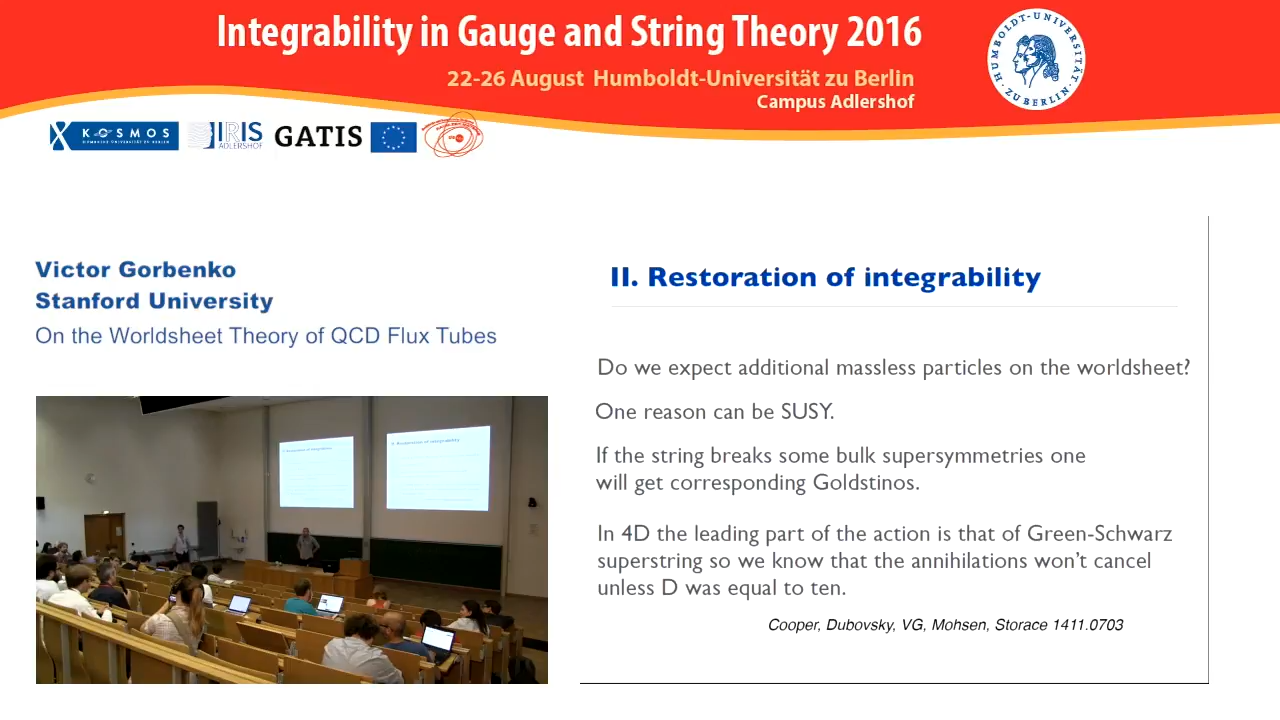 Integrability in Gauge and String Theory 2016
22-26 August Humboldt-Universität zu Berlin
Campus Adlershof
HUMBOLDT-UNIVERSITÄT ZU BERLIN
KOSMOS
HUMBOLDT-UNIVERSITÄT ZU BERLIN
IRIS
ADLERSHOF
GATIS
Victor Gorbenko
Stanford University
On the Worldsheet Theory of QCD Flux Tubes
II. Restoration of integrability
Do we expect additional massless particles on the worldsheet?
One reason can be SUSY.
If the string breaks some bulk supersymmetries one
will get corresponding Goldstinos.
In 4D the leading part of the action is that of Green-Schwarz
superstring so we know that the annihilations won’t cancel
unless D was equal to ten.
Cooper, Dubovsky, VG, Mohsen, Storace 1411.0703